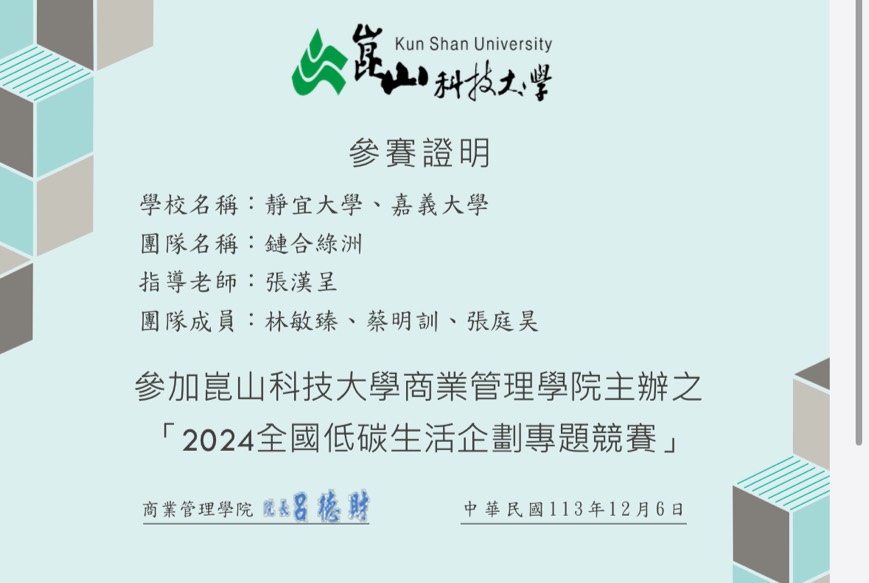 Kun Shan University
崑山科技大學
參賽證明
學校名稱：靜宜大學、嘉義大學
團隊名稱：鏈合綠洲
指導老師：張漢呈
團隊成員：林敏臻、蔡明訓、張庭昊
參加崑山科技大學商業管理學院主辦之
「2024全國低碳生活企劃專題競賽」
商業管理學院 院長呂德財
中華民國113年12月6日